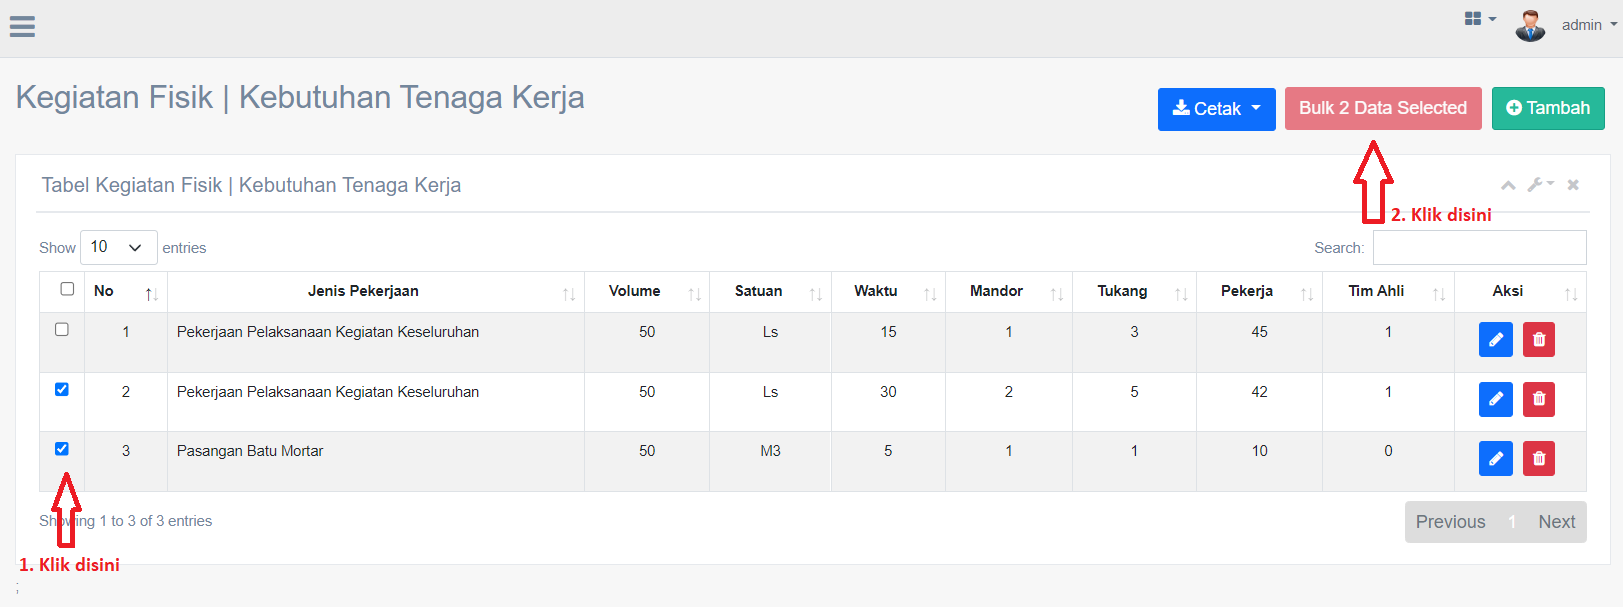 admin
Kegiatan Fisik | Kebutuhan Tenaga Kerja
Cetak
Bulk 2 Data Selected
Tambah
Tabel Kegiatan Fisik | Kebutuhan Tenaga Kerja
2. Klik disini
Show 10 entries
Search:
No Jenis Pekerjaan Volume Satuan Waktu Mandor Tukang Pekerja Tim Ahli Aksi
1 Pekerjaan Pelaksanaan Kegiatan Keseluruhan 50 Ls 15 1 3 45 1
2 Pekerjaan Pelaksanaan Kegiatan Keseluruhan 50 Ls 30 2 5 42 1
3 Pasangan Batu Mortar 50 M3 5 1 1 10 0
Showing 1 to 3 of 3 entries
Previous 1 Next
1. Klik disini
;